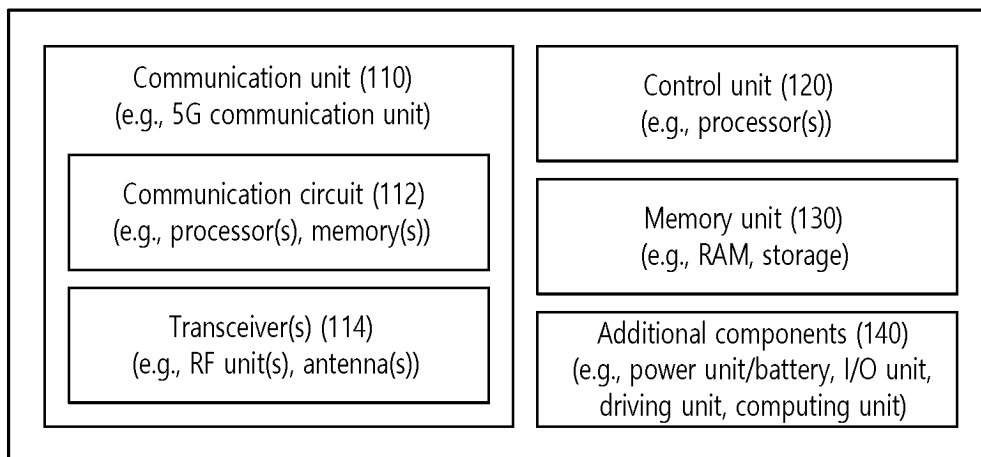 Communication unit (110)
(e.g., 5G communication unit)
Communication circuit (112)
(e.g., processor(s), memory(s))
Transceiver(s) (114)
(e.g., RF unit(s), antenna(s))
Control unit (120)
(e.g., processor(s))
Memory unit (130)
(e.g., RAM, storage)
Additional components (140)
(e.g., power unit/battery, I/O unit,
driving unit, computing unit)